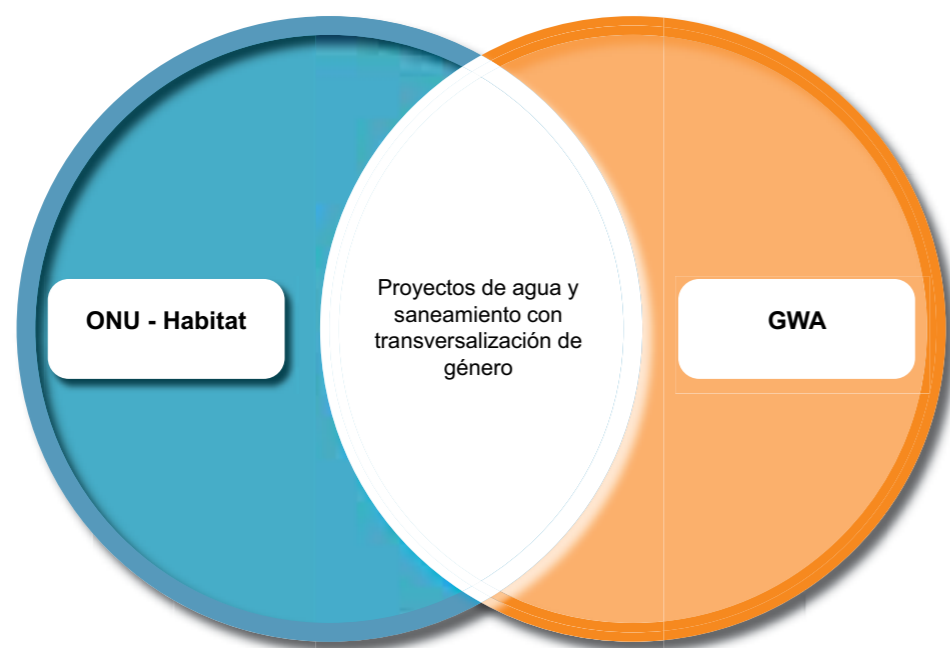 ONU - Habitat
Proyectos de agua y
saneamiento con
transversalización de
género
GWA